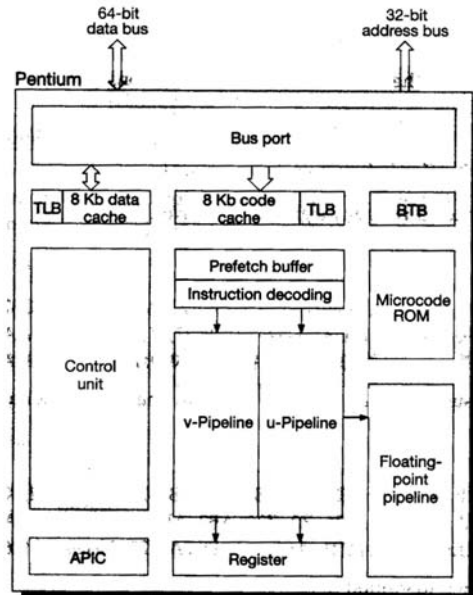 64-bit
data bus
32-bit
address bus
Pentium
Bus port
TLB
8 Kb data
cache
8 Kb code
cache
TLB
BTB
Prefetch buffer
Instruction decoding
Microcode
ROM
Control
unit
v-Pipeline
u-Pipeline
Floating-
point
pipeline
APIC
Register